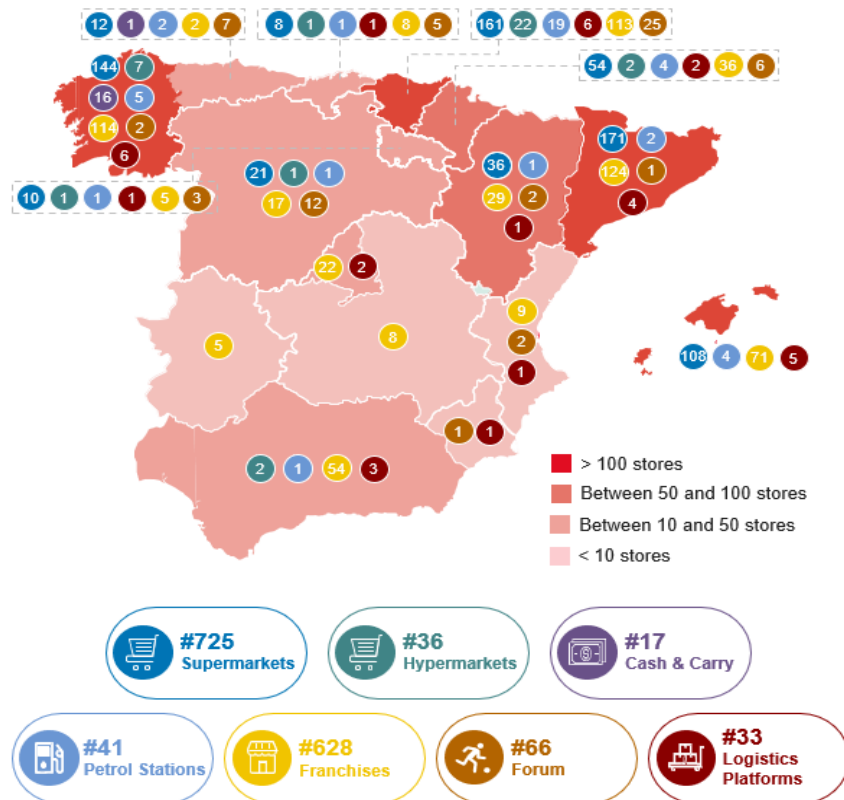 12 1 2 2 7
8 1 1 1 8 5
161 22 19 6 113 25
54 2 4 2 36 6
144 7
16 5
114 2
6
171 2
124 1
4
36 1
29 2
1
21 1 1
17 12
10 1 1 1 5 3
22 2
9
2
1
8
5
108 4 71 5
1 1
2 1 54 3
> 100 stores
Between 50 and 100 stores
Between 10 and 50 stores
< 10 stores
#725
Supermarkets
#36
Hypermarkets
#17
Cash & Carry
#41
Petrol Stations
#628
Franchises
#66
Forum
#33
Logistics
Platforms